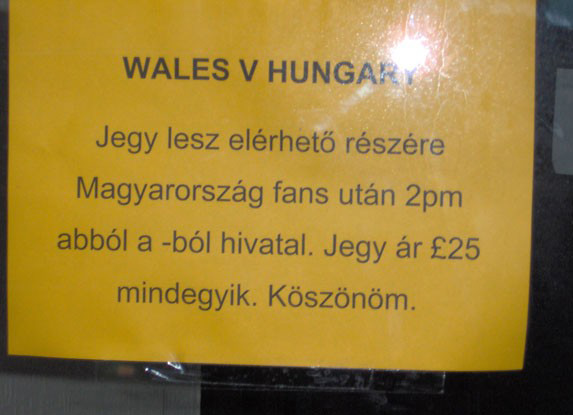 WALES V HUNGARY
Jegy lesz elérhető részére
Magyarország fans után 2pm
abból a -ból hivatal. Jegy ár £25
mindegyik. Köszönöm.